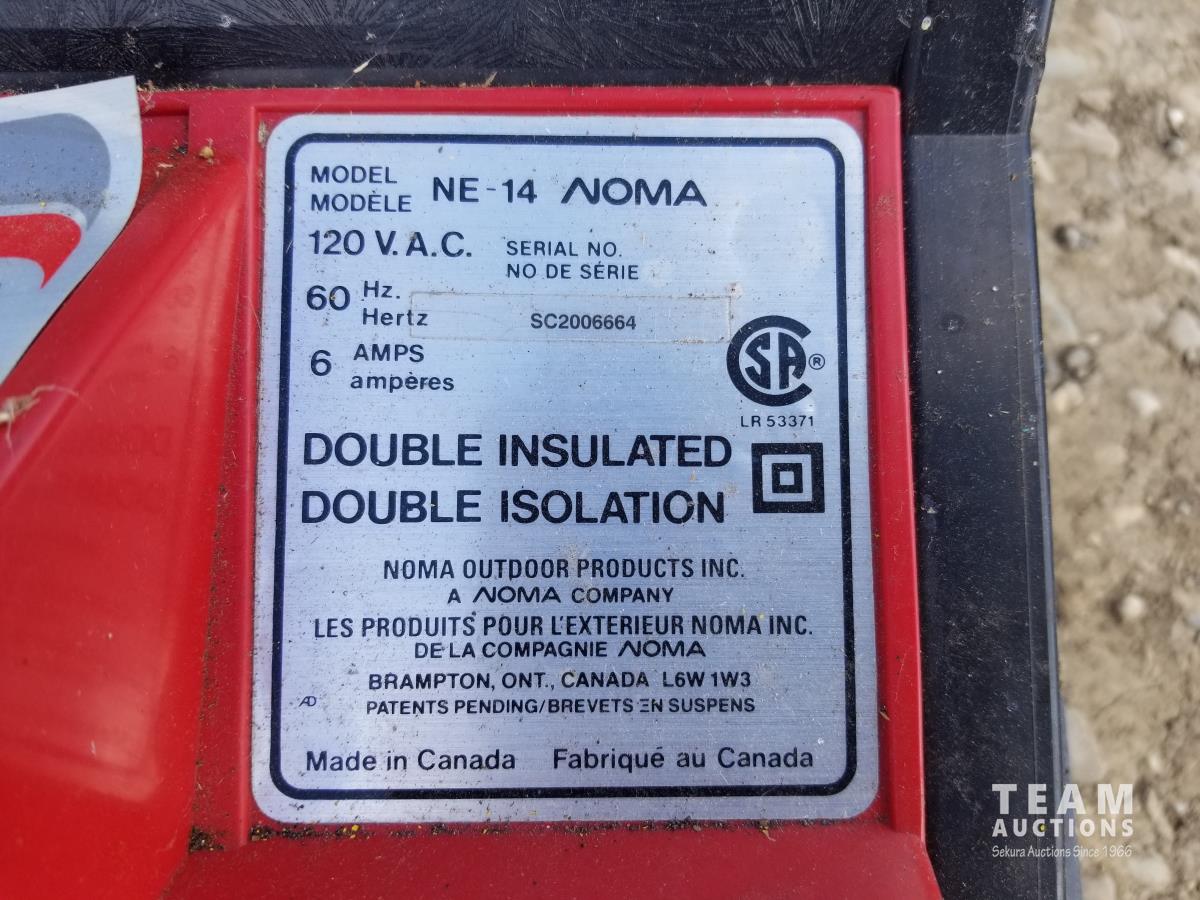 MODEL
MODÈLE NE-14 NOMA
120 V.A.C. SERIAL NO.
NO DE SÉRIE
60 Hz.
Hertz
SC2006664
6 AMPS
ampères
SA ®
LR 53371
DOUBLE INSULATED
DOUBLE ISOLATION
NOMA OUTDOOR PRODUCTS INC.
A NOMA COMPANY
LES PRODUITS POUR L'EXTERIEUR NOMA INC.
DE LA COMPAGNIE NOMA
BRAMPTON, ONT., CANADA L6W 1W3
AD PATENTS PENDING/BREVETS EN SUSPENS
Made in Canada Fabriqué au Canada
TEAM
AUCTIONS
Sekura Auctions Since 1966